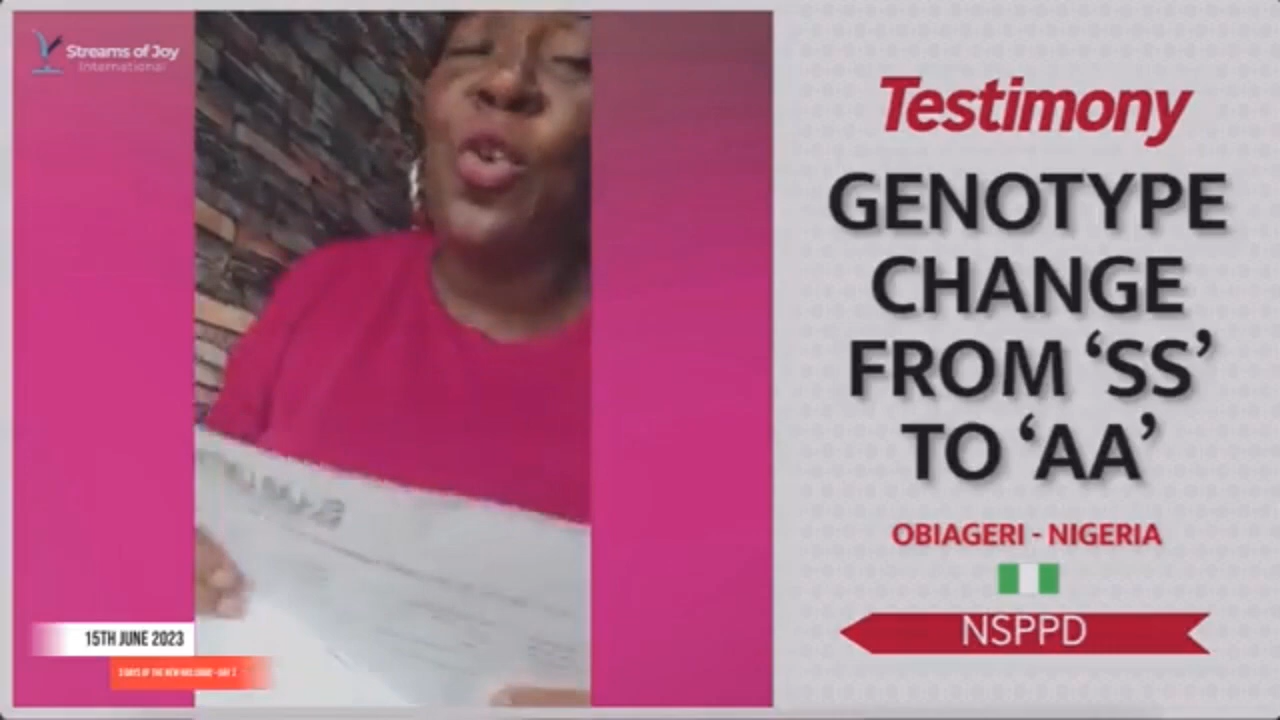 Streams of Joy
International
Testimony
GENOTYPE
CHANGE
FROM ‘SS’
TO ‘AA’
OBIAGERI - NIGERIA
NSPPD
15TH JUNE 2023